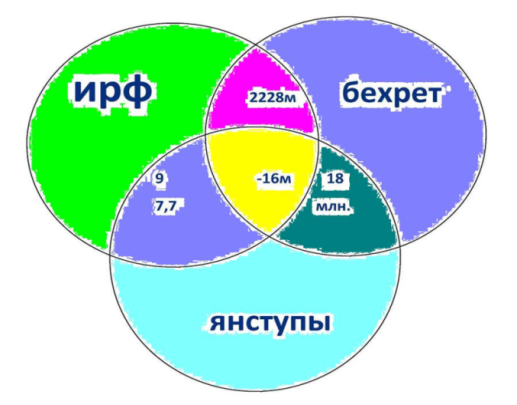 ирф
бехрет
2228м
9
7,7
-16м
18
млн.
янступы